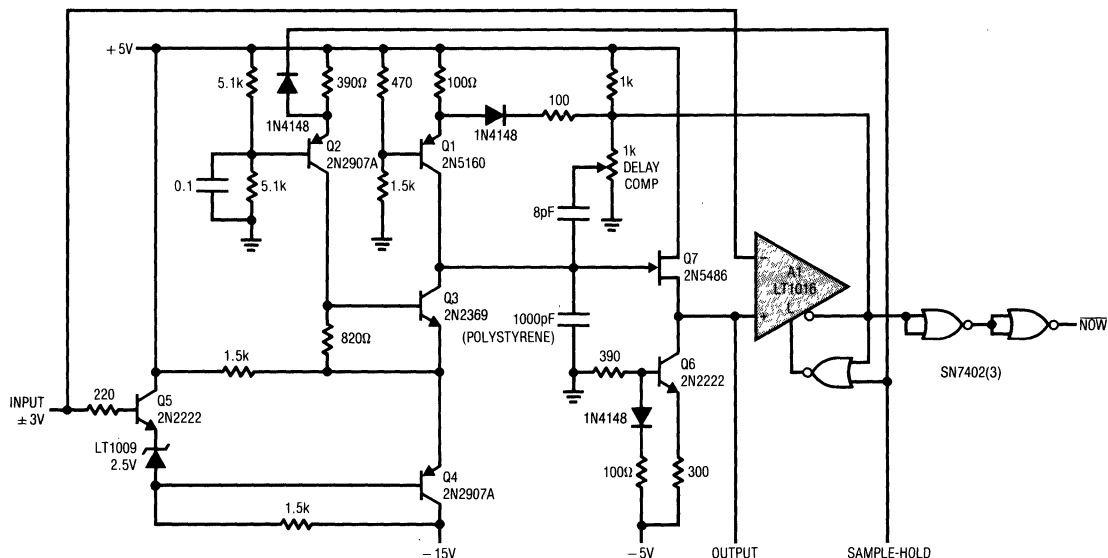 +5V
5.1k
390Ω
470
100Ω
1k
1N4148
1N4148
100
Q2
2N2907A
Q1
2N5160
1k
DELAY
COMP
0.1
5.1k
1.5k
8pF
Q7
2N5486
A1
LT1016
L
−
+
Q3
2N2369
1000pF
(POLYSTYRENE)
820Ω
NOW
SN7402(3)
1.5k
390
Q6
2N2222
INPUT
±3V
220
Q5
2N2222
1N4148
LT1009
2.5V
100Ω
300
Q4
2N2907A
1.5k
−15V
−5V
OUTPUT
SAMPLE-HOLD